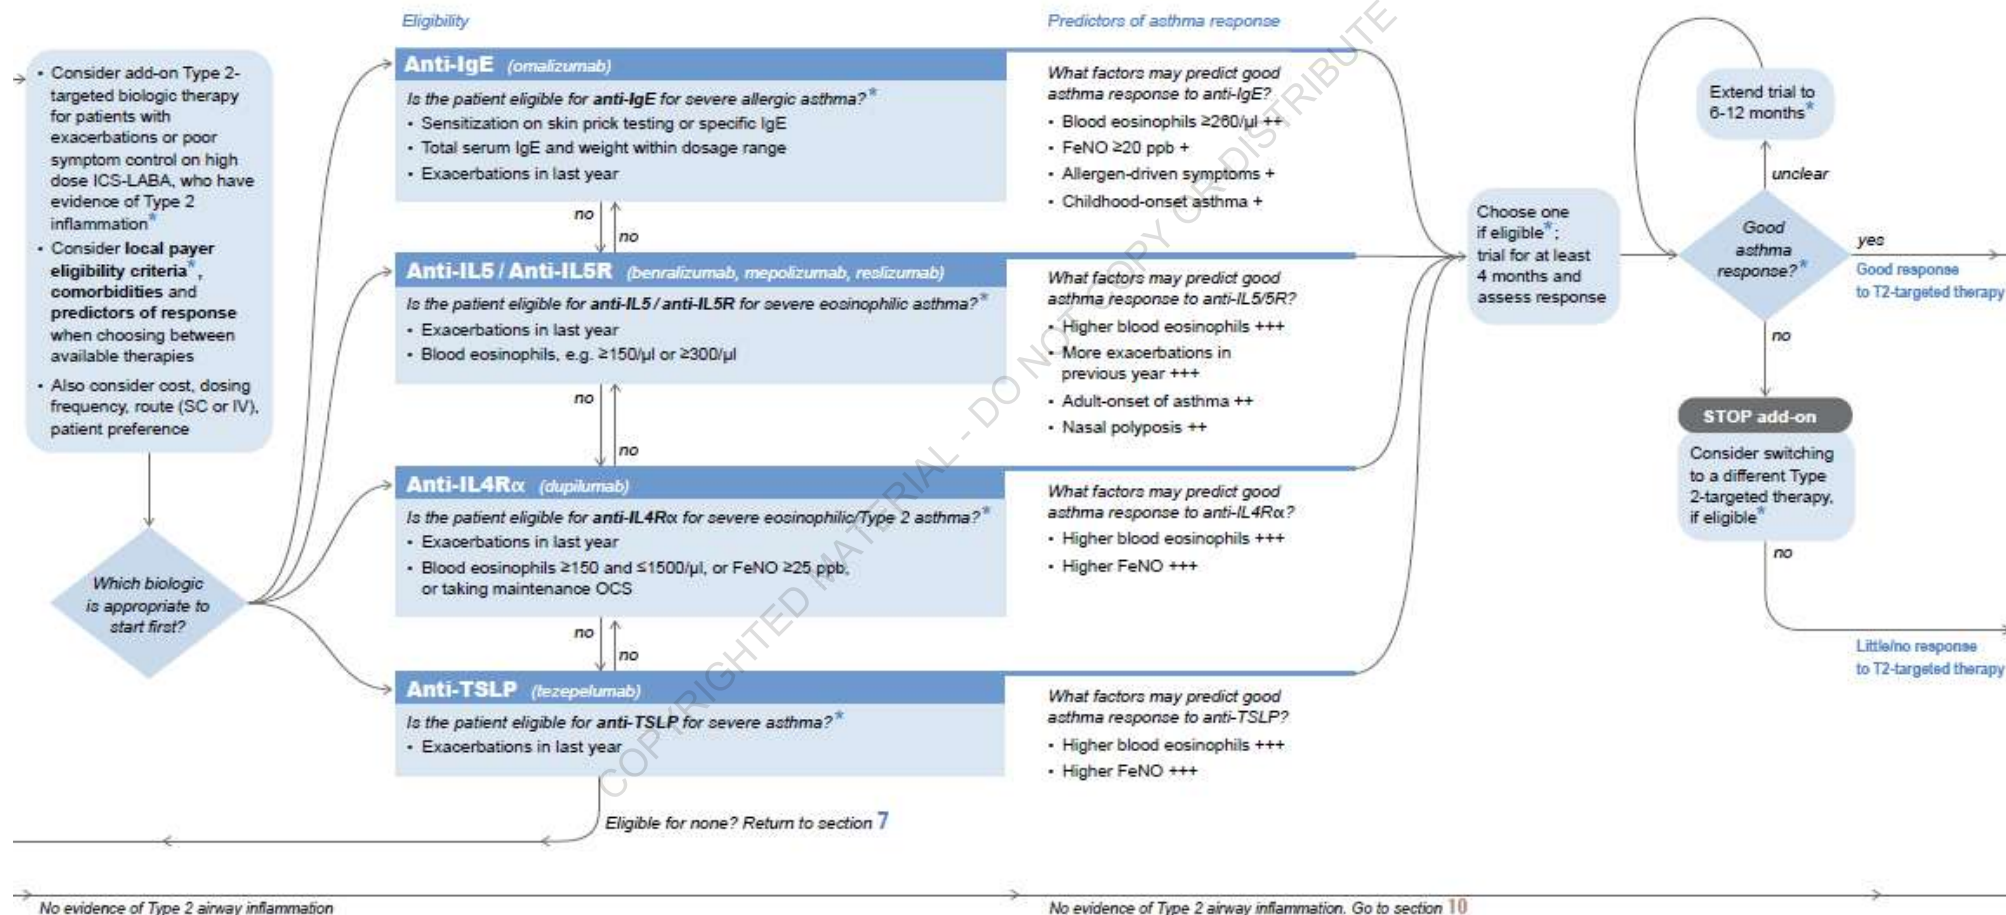 Eligibility
Predictors of asthma response
• Consider add-on Type 2-
targeted biologic therapy
for patients with
exacerbations or poor
symptom control on high
dose ICS-LABA, who have
evidence of Type 2
inflammation*
• Consider local payer
eligibility criteria*,
comorbidities and
predictors of response
when choosing between
available therapies
• Also consider cost, dosing
frequency, route (SC or IV),
patient preference
Which biologic
is appropriate to
start first?
Anti-IgE (omalizumab)
Is the patient eligible for anti-IgE for severe allergic asthma?*
• Sensitization on skin prick testing or specific IgE
• Total serum IgE and weight within dosage range
• Exacerbations in last year
What factors may predict good
asthma response to anti-IgE?
• Blood eosinophils ≥260/µl ++
• FeNO ≥20 ppb +
• Allergen-driven symptoms +
• Childhood-onset asthma +
no
no
Anti-IL5 / Anti-IL5R (benralizumab, mepolizumab, reslizumab)
Is the patient eligible for anti-IL5 / anti-IL5R for severe eosinophilic asthma?*
• Exacerbations in last year
• Blood eosinophils, e.g. ≥150/µl or ≥300/µl
What factors may predict good
asthma response to anti-IL5/5R?
• Higher blood eosinophils +++
• More exacerbations in
previous year +++
• Adult-onset of asthma ++
• Nasal polyposis ++
no
no
Anti-IL4Rα (dupilumab)
Is the patient eligible for anti-IL4Rα for severe eosinophilic/Type 2 asthma?*
• Exacerbations in last year
• Blood eosinophils ≥150 and ≤1500/µl, or FeNO ≥25 ppb,
or taking maintenance OCS
What factors may predict good
asthma response to anti-IL4Rα?
• Higher blood eosinophils +++
• Higher FeNO +++
no
no
Anti-TSLP (tezepelumab)
Is the patient eligible for anti-TSLP for severe asthma?*
• Exacerbations in last year
What factors may predict good
asthma response to anti-TSLP?
• Higher blood eosinophils +++
• Higher FeNO +++
Eligible for none? Return to section 7
Choose one
if eligible*;
trial for at least
4 months and
assess response
Extend trial to
6-12 months*
unclear
Good
asthma
response?*
yes
Good response
to T2-targeted therapy
no
STOP add-on
Consider switching
to a different Type
2-targeted therapy,
if eligible*
no
Little/no response
to T2-targeted therapy
No evidence of Type 2 airway inflammation
No evidence of Type 2 airway inflammation. Go to section 10
COPYRIGHTED MATERIAL - DO NOT COPY OR DISTRIBUTE